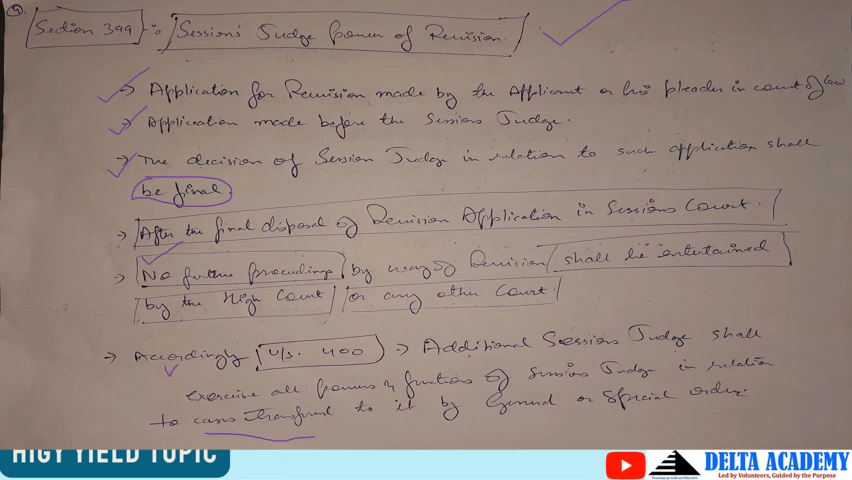 4
Section 399 :- Sessions Judge power of Revision.
→ Application for Revision made by the Applicant or his pleader in court of law
→ Application made before the Sessions Judge.
→ The decision of Session Judge in relation to such application shall
be final.
→ After the final disposal of Revision Application in Sessions Court.
→ No further proceedings by way of Revision shall be entertained
by the High Court or any other Court.
→ Accordingly u/s. 400 → Additional Sessions Judge shall
exercise all powers & functions of Sessions Judge in relation
to cases transferred to it by General or Special order.
HIGY YIELD TOPIC
DELTA ACADEMY
Led by Volunteers, Guided by the Purpose